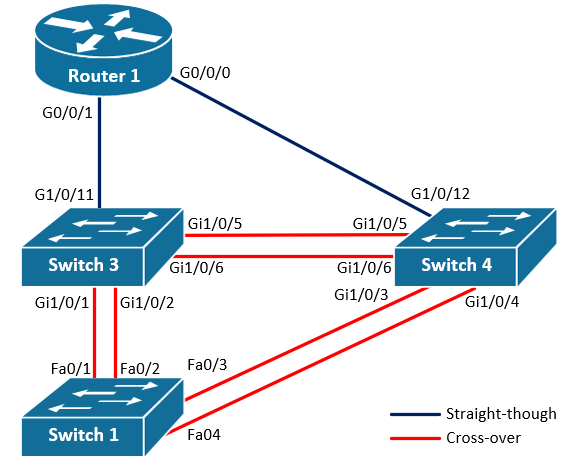 Router 1
G0/0/0
G0/0/1
G1/0/11
G1/0/12
Gi1/0/5
Gi1/0/5
Switch 3
Gi1/0/6
Gi1/0/6
Switch 4
Gi1/0/1
Gi1/0/2
Gi1/0/3
Gi1/0/4
Fa0/1
Fa0/2
Fa0/3
Switch 1
Fa04
Straight-though
Cross-over